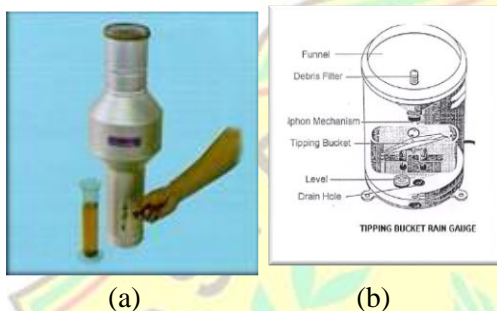 Funnel
Debris Filter
iphon Mechanism
Tipping Bucket
Level
Drain Hole
TIPPING BUCKET RAIN GAUGE
(a)
(b)